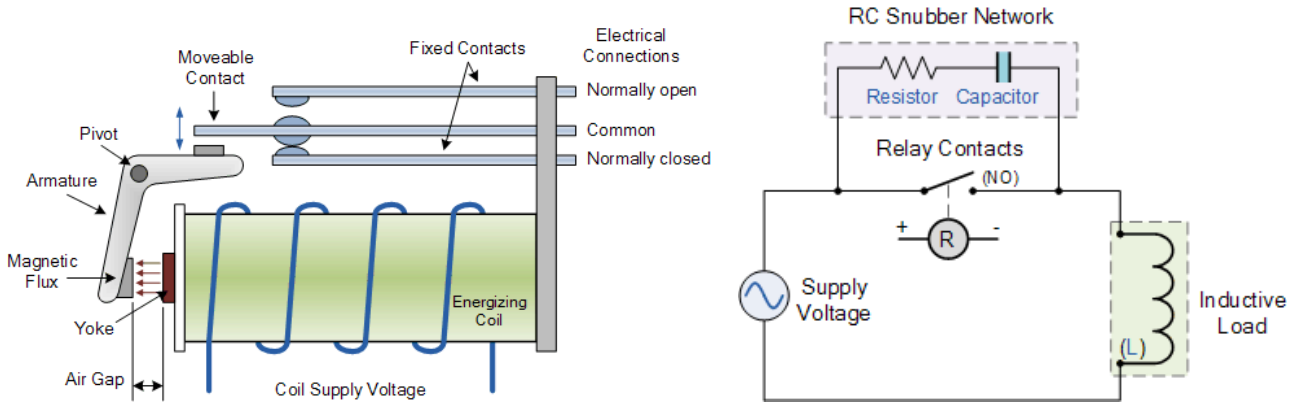 Moveable
Contact
Fixed Contacts
Electrical
Connections
Normally open
Common
Normally closed
Pivot
Armature
Magnetic
Flux
Yoke
Air Gap
Energizing
Coil
Coil Supply Voltage
RC Snubber Network
Resistor
Capacitor
Relay Contacts
(NO)
+
R
-
Supply
Voltage
Inductive
Load
(L)